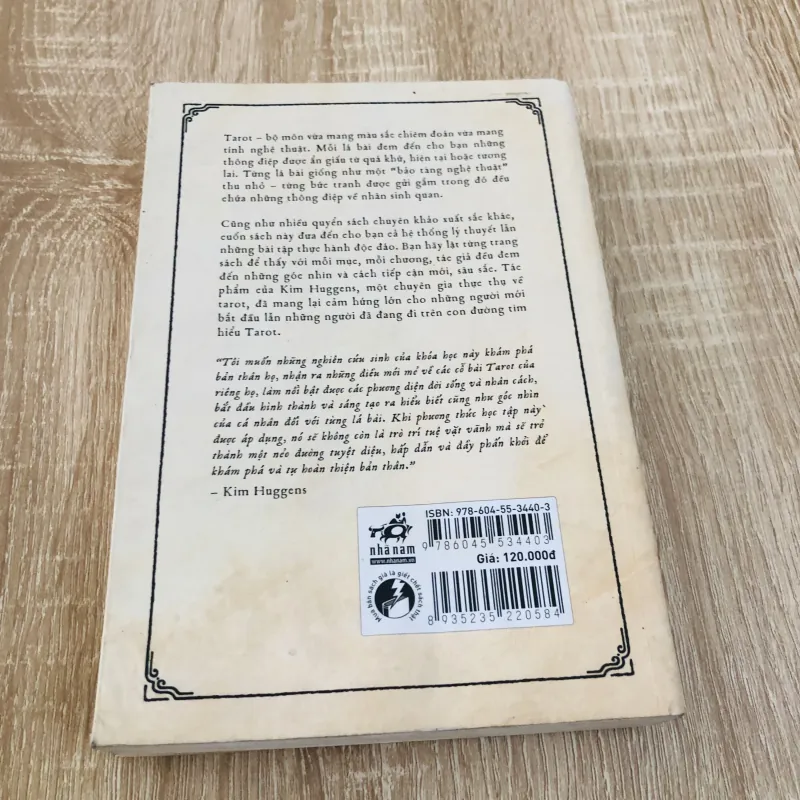 Tarot – bộ môn vừa mang màu sắc chiêm đoán vừa mang
tính nghệ thuật. Mỗi lá bài đem đến cho bạn những
thông điệp được ẩn giấu từ quá khứ, hiện tại hoặc tương
lai. Từng lá bài giống như một "bảo tàng nghệ thuật"
thu nhỏ – từng bức tranh được gửi gắm trong đó đều
chứa những thông điệp về nhân sinh quan.
Cũng như nhiều quyển sách chuyên khảo xuất sắc khác,
cuốn sách này đưa đến cho bạn cả hệ thống lý thuyết lẫn
những bài tập thực hành độc đáo. Bạn hãy lật từng trang
sách để thấy với mỗi mục, mỗi chương, tác giả đều đem
đến những góc nhìn và cách tiếp cận mới, sâu sắc. Tác
phẩm của Kim Huggens, một chuyên gia thực thụ về
tarot, đã mang lại cảm hứng lớn cho những người mới
bắt đầu lẫn những người đã đang đi trên con đường tìm
hiểu Tarot.
"Tôi muốn những nghiên cứu sinh của khóa học này khám phá
bản thân họ, nhận ra những điều mới mẻ về các cỗ bài Tarot của
riêng họ, làm nổi bật được các phương diện đời sống và nhân cách,
bắt đầu hình thành và sáng tạo ra hiểu biết cũng như góc nhìn
của cá nhân đối với từng lá bài. Khi phương thức học tập này
được áp dụng, nó sẽ không còn là trò trí tuệ vặt vãnh mà sẽ trở
thành một nẻo đường tuyệt diệu, hấp dẫn và đầy phấn khởi để
khám phá và tự hoàn thiện bản thân."
– Kim Huggens
ISBN: 978-604-55-3440-3
nhã nam
www.nhanam.vn
9 786045 534403
Giá: 120.000đ
Mua bán sách giả là giết chết sách thật
8 935235 220584